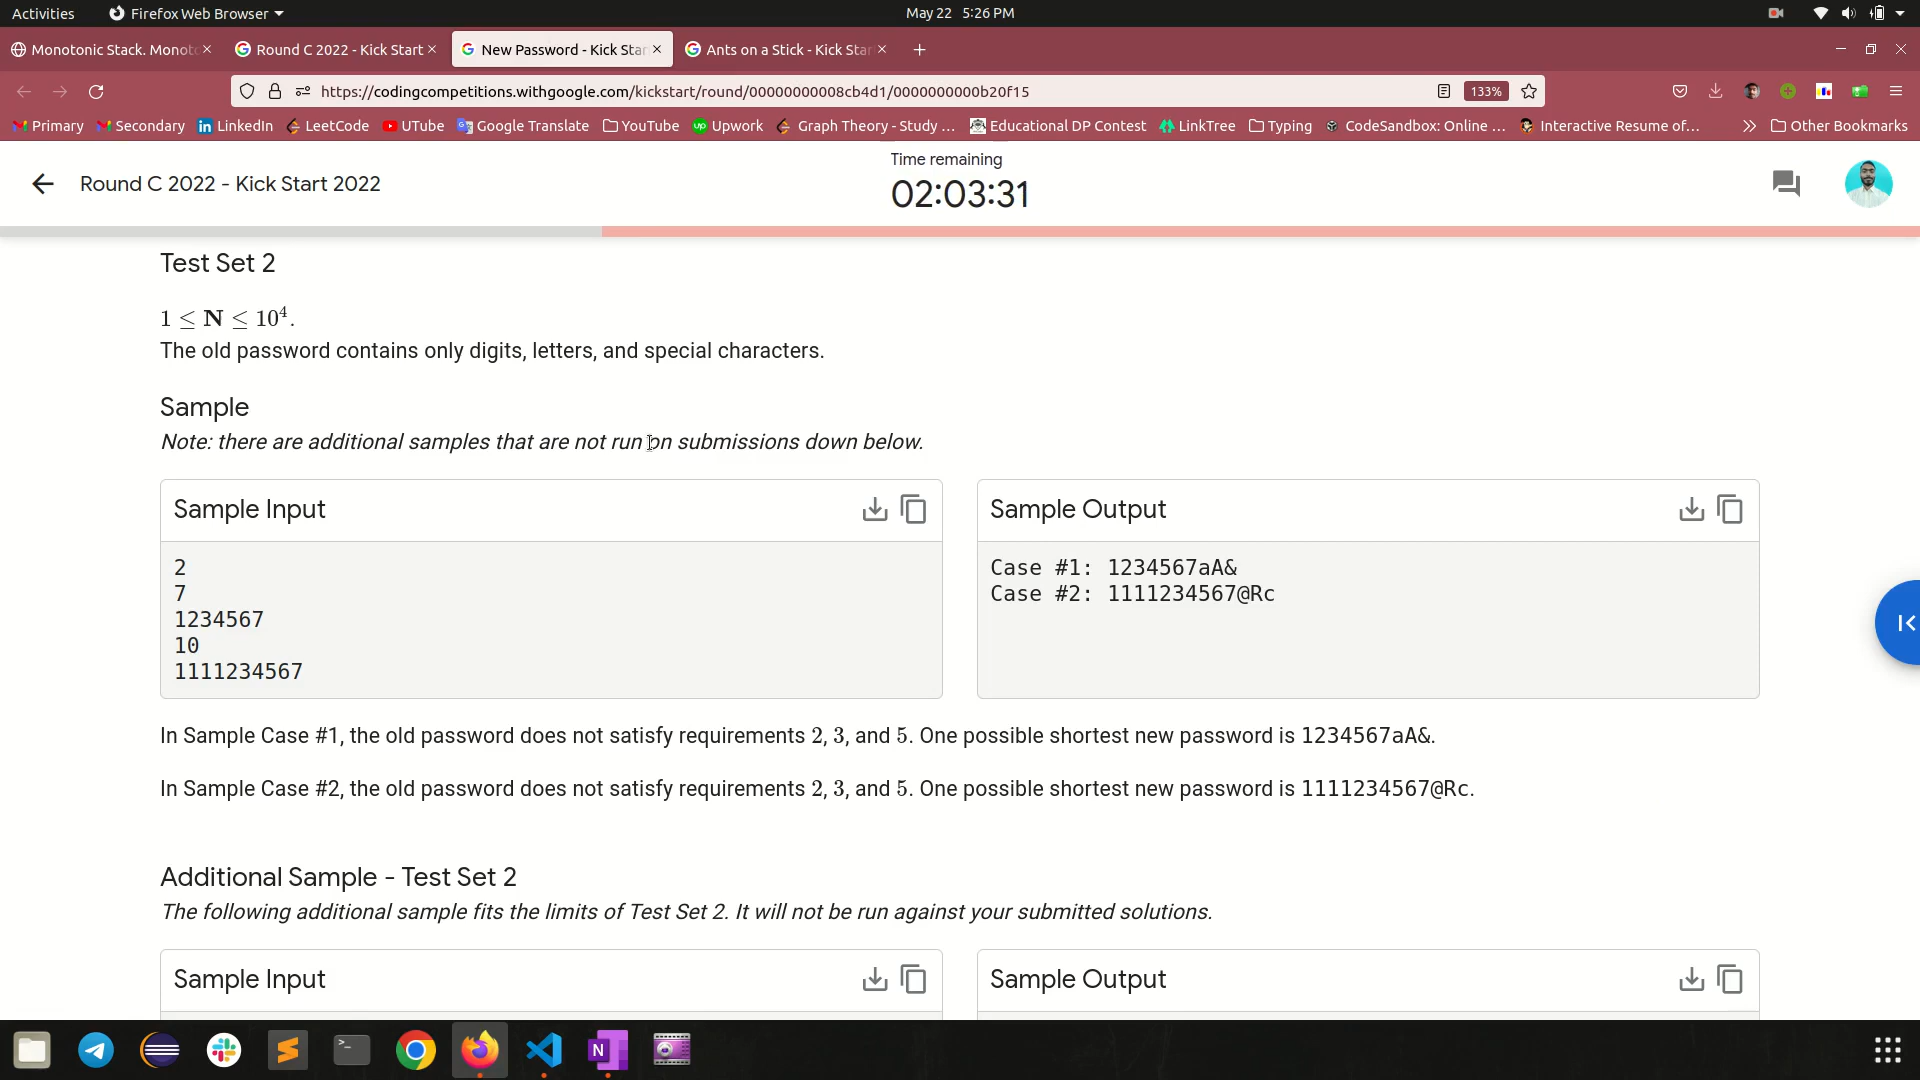 Activities
Firefox Web Browser
May 22 5:26 PM
Monotonic Stack. Monot
Round C 2022 - Kick Start
New Password - Kick Star
Ants on a Stick - Kick Star
https://codingcompetitions.withgoogle.com/kickstart/round/00000000008cb4d1/0000000000b20f15
133%
Primary
Secondary
LinkedIn
LeetCode
UTube
Google Translate
YouTube
Upwork
Graph Theory - Study ...
Educational DP Contest
LinkTree
Typing
CodeSandbox: Online ...
Interactive Resume of...
Other Bookmarks
Round C 2022 - Kick Start 2022
Time remaining
02:03:31
Test Set 2
1 ≤ N ≤ 10⁴.
The old password contains only digits, letters, and special characters.
Sample
Note: there are additional samples that are not run on submissions down below.
Sample Input
2
7
1234567
10
1111234567
Sample Output
Case #1: 1234567aA&
Case #2: 1111234567@Rc
In Sample Case #1, the old password does not satisfy requirements 2, 3, and 5. One possible shortest new password is 1234567aA&.
In Sample Case #2, the old password does not satisfy requirements 2, 3, and 5. One possible shortest new password is 1111234567@Rc.
Additional Sample - Test Set 2
The following additional sample fits the limits of Test Set 2. It will not be run against your submitted solutions.
Sample Input
Sample Output